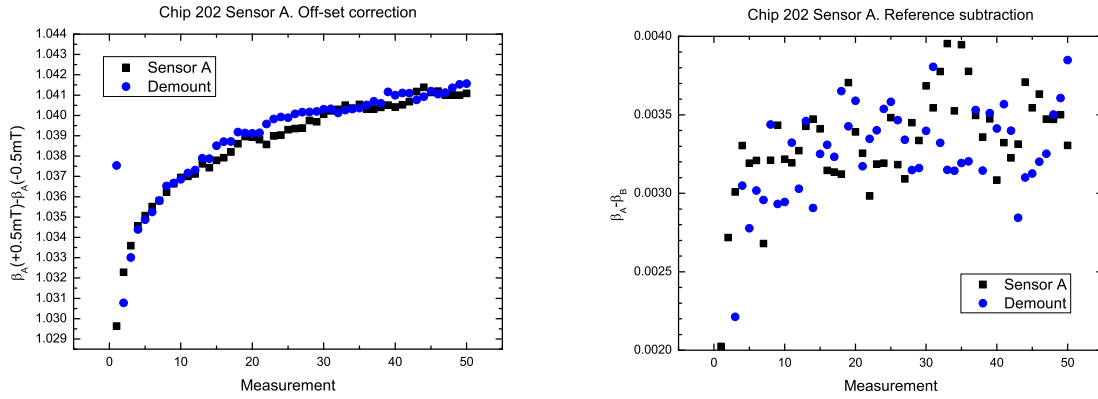 Chip 202 Sensor A. Off-set correction
β_A(+0.5mT)-β_A(-0.5mT)
1.044
1.043
1.042
1.041
1.040
1.039
1.038
1.037
1.036
1.035
1.034
1.033
1.032
1.031
1.030
1.029
Sensor A
Demount
0 10 20 30 40 50
Measurement
Chip 202 Sensor A. Reference subtraction
β_A-β_B
0.0040
0.0035
0.0030
0.0025
0.0020
Sensor A
Demount
0 10 20 30 40 50
Measurement